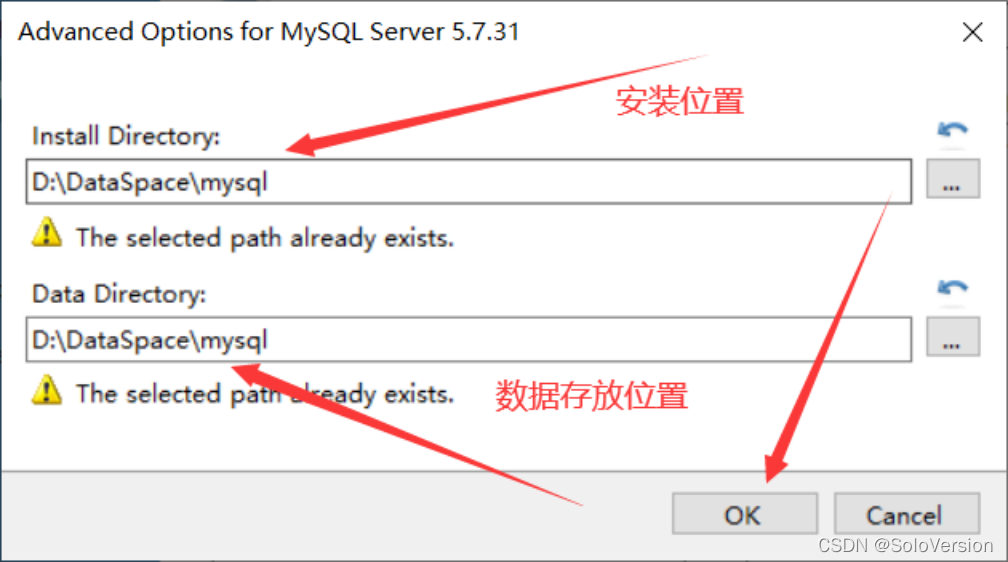 Advanced Options for MySQL Server 5.7.31
安装位置
Install Directory:
D:\DataSpace\mysql
...
The selected path already exists.
Data Directory:
D:\DataSpace\mysql
...
The selected path already exists.
数据存放位置
OK
Cancel
CSDN @SoloVersion